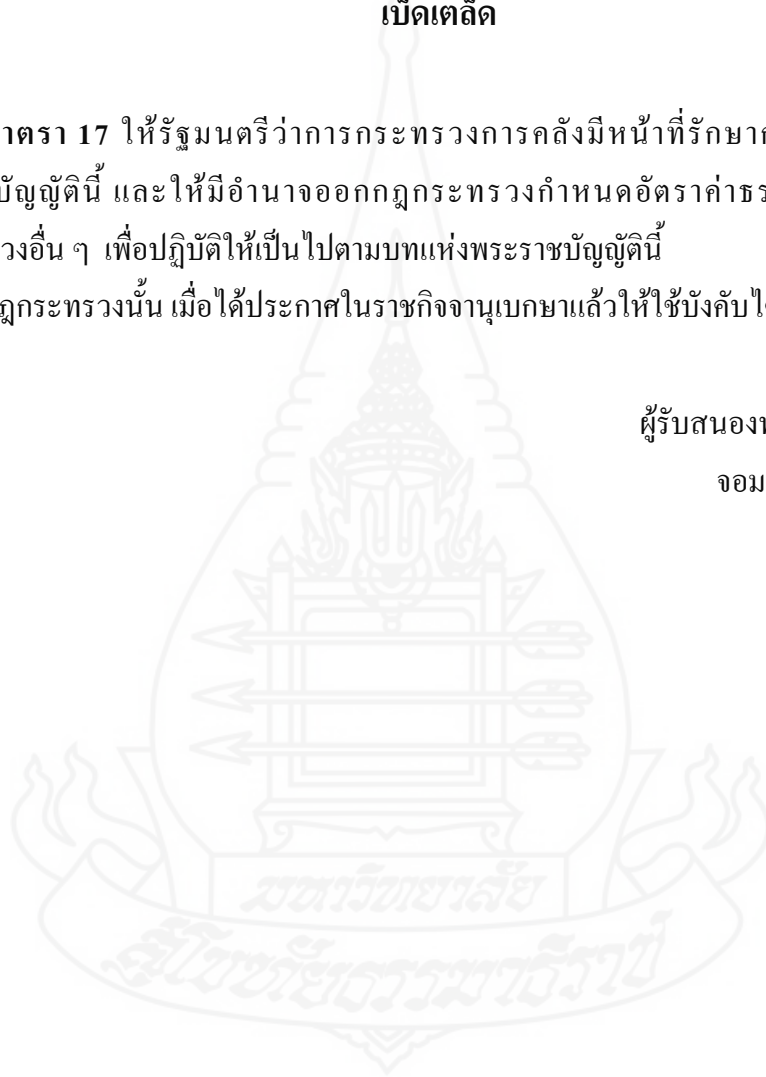 เบ็ดเตล็ด
าตรา 17 ให้รัฐมนตรีว่าการกระทรวงการคลังมีหน้าที่รักษาก
บัญญัตินี้ และให้มีอำนาจออกกฎกระทรวงกำหนดอัตราค่าธร
วงอื่น ๆ เพื่อปฏิบัติให้เป็นไปตามบทแห่งพระราชบัญญัตินี้
ฎกระทรวงนั้น เมื่อได้ประกาศในราชกิจจานุเบกษาแล้วให้ใช้บังคับได
ผู้รับสนองพ
จอม
มหาวิทยาลัย
สุโขทัยธรรมาธิราช